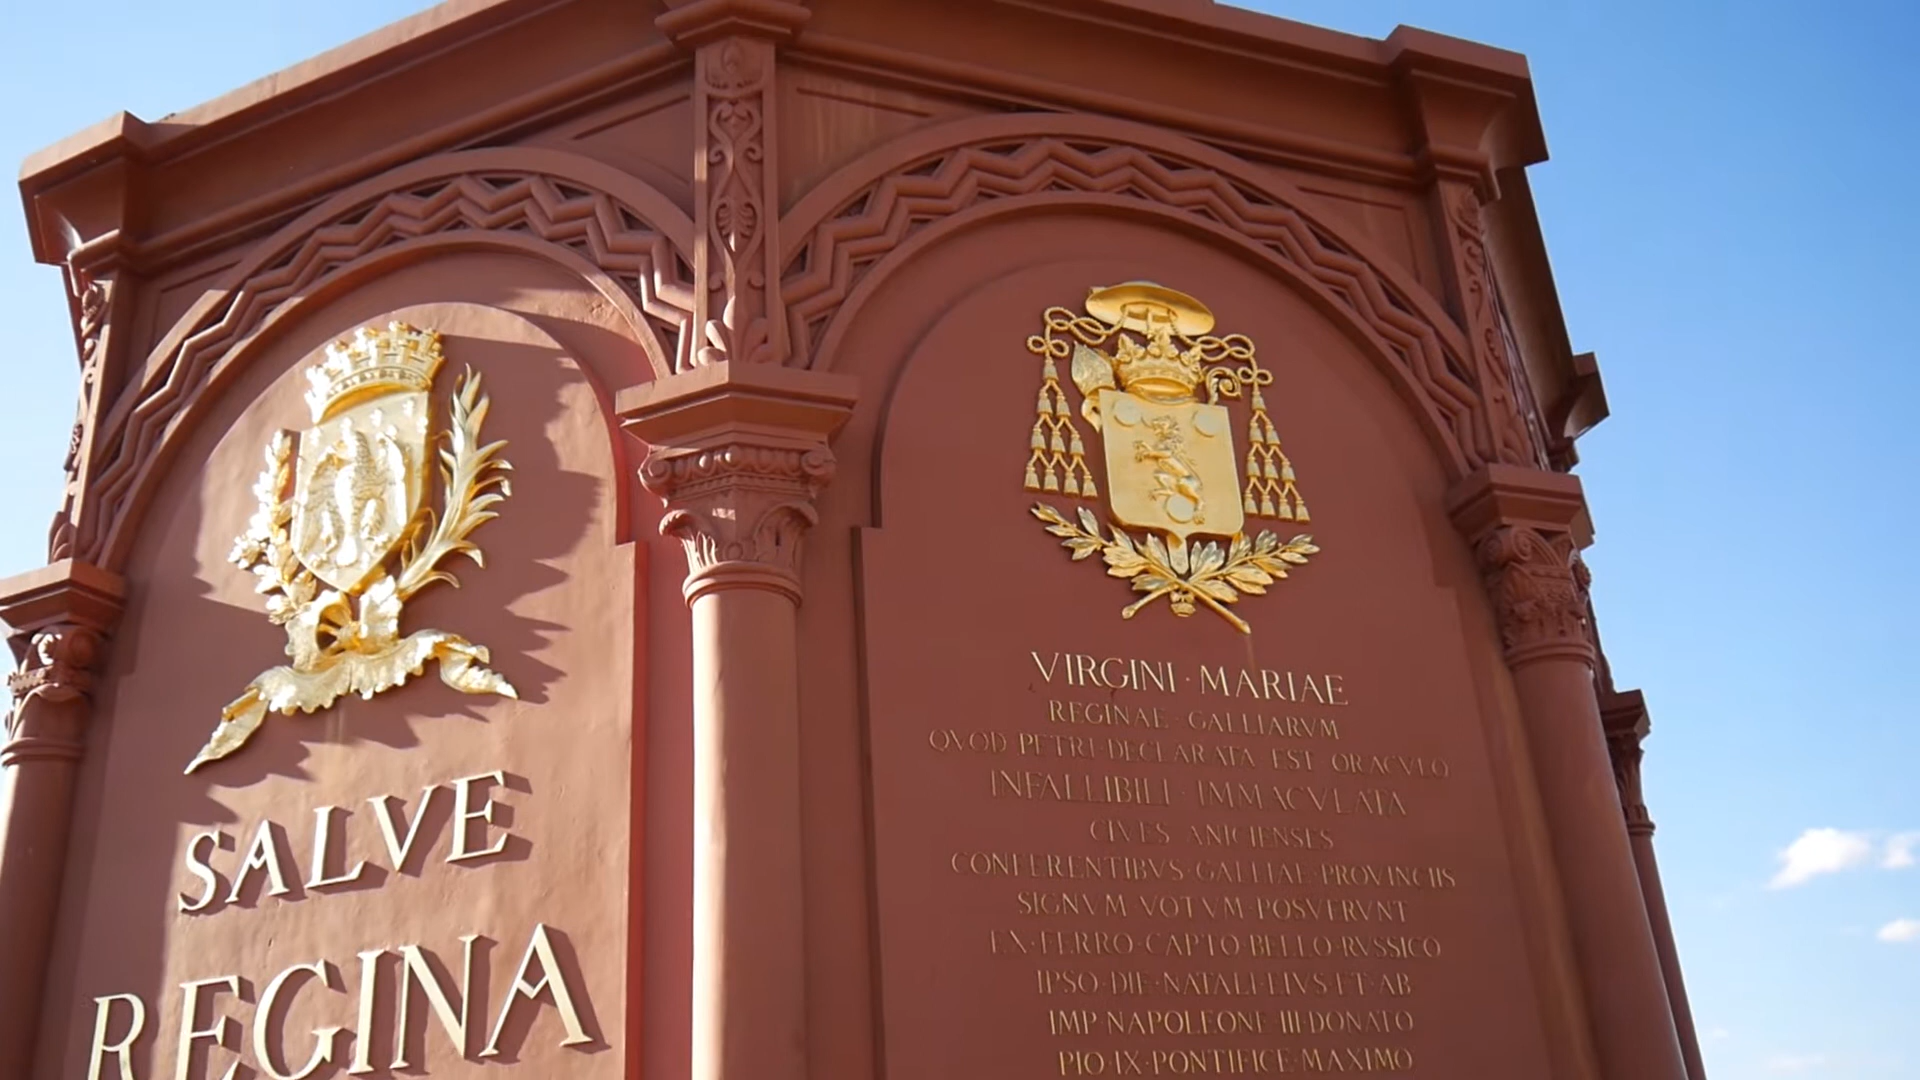 SALVE
REGINA
VIRGINI · MARIAE
REGINAE · GALLIARVM
QVOD PETRI · DECLARATA EST ORACVLO
INFALLIBILI · IMMACVLATA
CIVES ANICIENSES
CONFERENTIBVS · GALLIAE · PROVINCIIS
SIGNVM VOTVM · POSVERVNT
EX · FERRO · CAPTO BELLO · RVSSICO
IPSO · DIE · NATALI · EIVS ET · AB
IMP NAPOLEONE III · DONATO
PIO · IX · PONTIFICE · MAXIMO